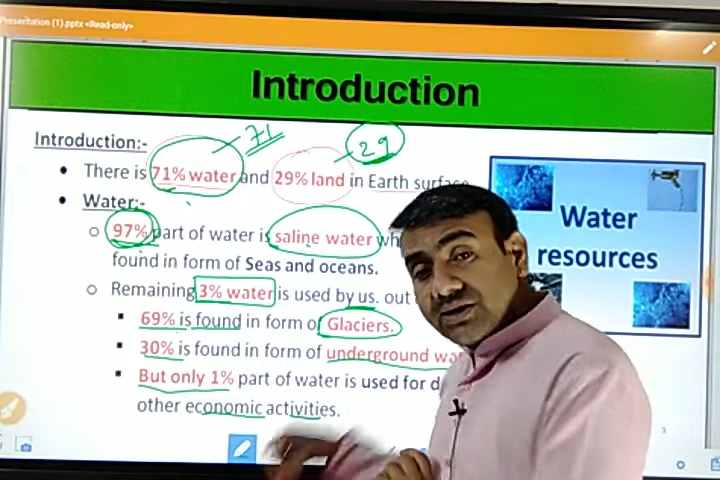 Presentation (1).pptx <Read-only>
Introduction
71
29
Introduction:-
There is 71% water and 29% land in Earth surface
Water:-
97% part of water is saline water
found in form of Seas and oceans.
Remaining 3% water is used by us. out
69% is found in form of Glaciers.
30% is found in form of underground
But only 1% part of water is used for
other economic activities.
Water
resources
3